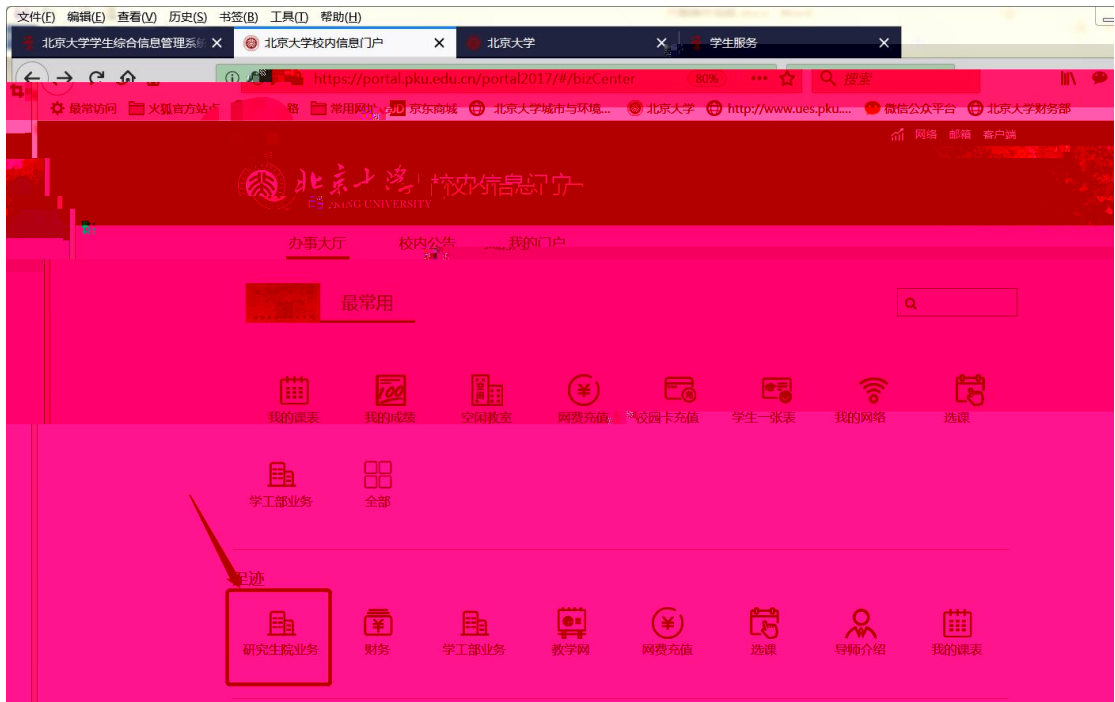 文件(F) 编辑(E) 查看(V) 历史(S) 书签(B) 工具(T) 帮助(H)
北京大学学生综合信息管理系统 北京大学校内信息门户 北京大学 学生服务
https://portal.pku.edu.cn/portal2017/#/bizCenter 80% 搜索
最常访问 火狐官方站点 常用网址 京东商城 北京大学城市与环境... 北京大学 http://www.ues.pku.... 微信公众平台 北京大学财务部
网络 邮箱 客户端
北京大学 校内信息门户
PEKING UNIVERSITY
办事大厅 校内公告 我的门户
最常用
我的课表 我的成绩 空闲教室 网费充值 校园卡充值 学生一张表 我的网络 选课
学工部业务 全部
足迹
研究生院业务 财务 学工部业务 教学网 网费充值 选课 导师介绍 我的课表